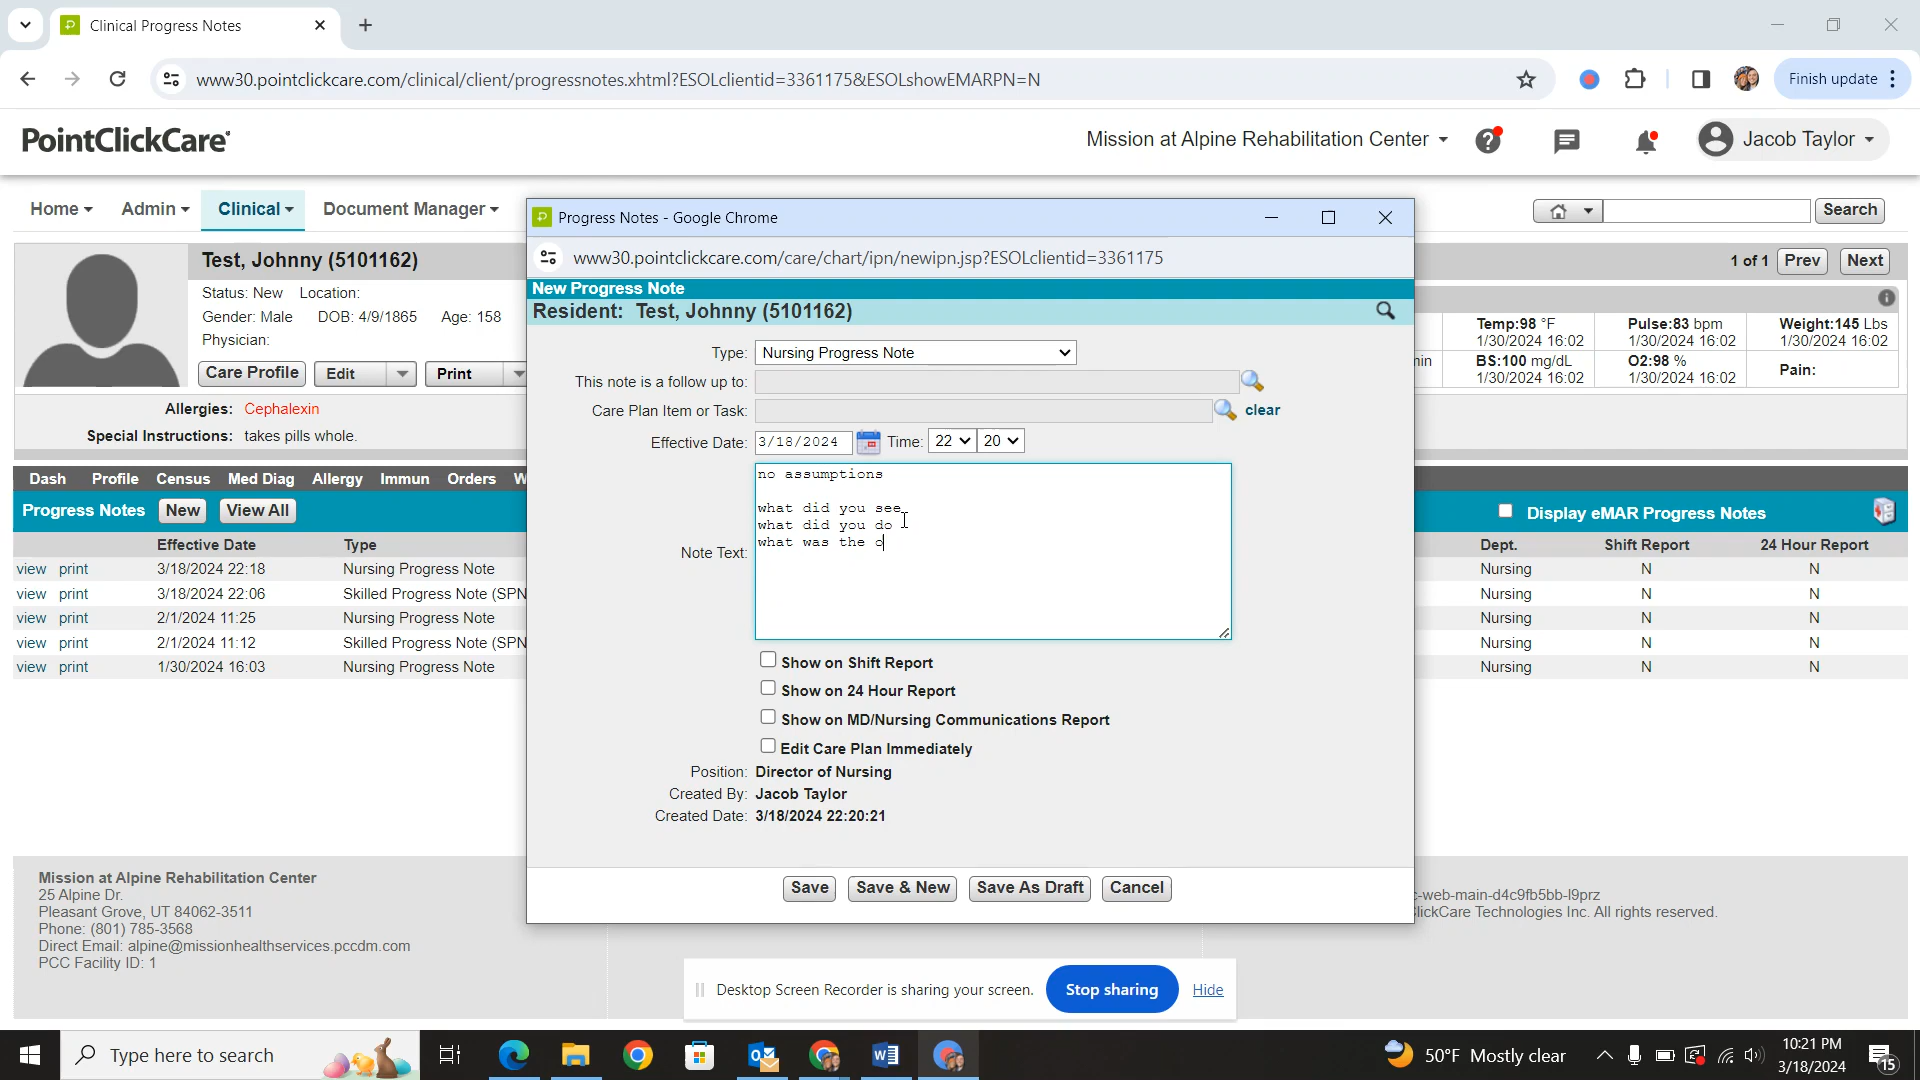 Clinical Progress Notes
www30.pointclickcare.com/clinical/client/progressnotes.xhtml?ESOLclientid=3361175&ESOLshowEMARPN=N
Finish update
PointClickCare
Mission at Alpine Rehabilitation Center
Jacob Taylor
Home
Admin
Clinical
Document Manager
Search
Test, Johnny (5101162)
Status: New Location:
Gender: Male DOB: 4/9/1865 Age: 158
Physician:
Care Profile
Edit
Print
Allergies: Cephalexin
Special Instructions: takes pills whole.
1 of 1
Prev
Next
Temp:98 °F
1/30/2024 16:02
Pulse:83 bpm
1/30/2024 16:02
Weight:145 Lbs
1/30/2024 16:02
BS:100 mg/dL
1/30/2024 16:02
O2:98 %
1/30/2024 16:02
Pain:
Dash Profile Census Med Diag Allergy Immun Orders W
Progress Notes New View All
Display eMAR Progress Notes
Effective Date Type Dept. Shift Report 24 Hour Report
view print 3/18/2024 22:18 Nursing Progress Note Nursing N N
view print 3/18/2024 22:06 Skilled Progress Note (SPN Nursing N N
view print 2/1/2024 11:25 Nursing Progress Note Nursing N N
view print 2/1/2024 11:12 Skilled Progress Note (SPN Nursing N N
view print 1/30/2024 16:03 Nursing Progress Note Nursing N N
Progress Notes - Google Chrome
www30.pointclickcare.com/care/chart/ipn/newipn.jsp?ESOLclientid=3361175
New Progress Note
Resident: Test, Johnny (5101162)
Type: Nursing Progress Note
This note is a follow up to:
Care Plan Item or Task: clear
Effective Date: 3/18/2024 Time: 22 20
Note Text:
no assumptions
what did you see
what did you do
what was the o
Show on Shift Report
Show on 24 Hour Report
Show on MD/Nursing Communications Report
Edit Care Plan Immediately
Position: Director of Nursing
Created By: Jacob Taylor
Created Date: 3/18/2024 22:20:21
Save
Save & New
Save As Draft
Cancel
Mission at Alpine Rehabilitation Center
25 Alpine Dr.
Pleasant Grove, UT 84062-3511
Phone: (801) 785-3568
Direct Email: alpine@missionhealthservices.pccdm.com
PCC Facility ID: 1
c-web-main-d4c9fb5bb-l9prz
lickCare Technologies Inc. All rights reserved.
Desktop Screen Recorder is sharing your screen.
Stop sharing
Hide
Type here to search
50°F Mostly clear
10:21 PM
3/18/2024
15